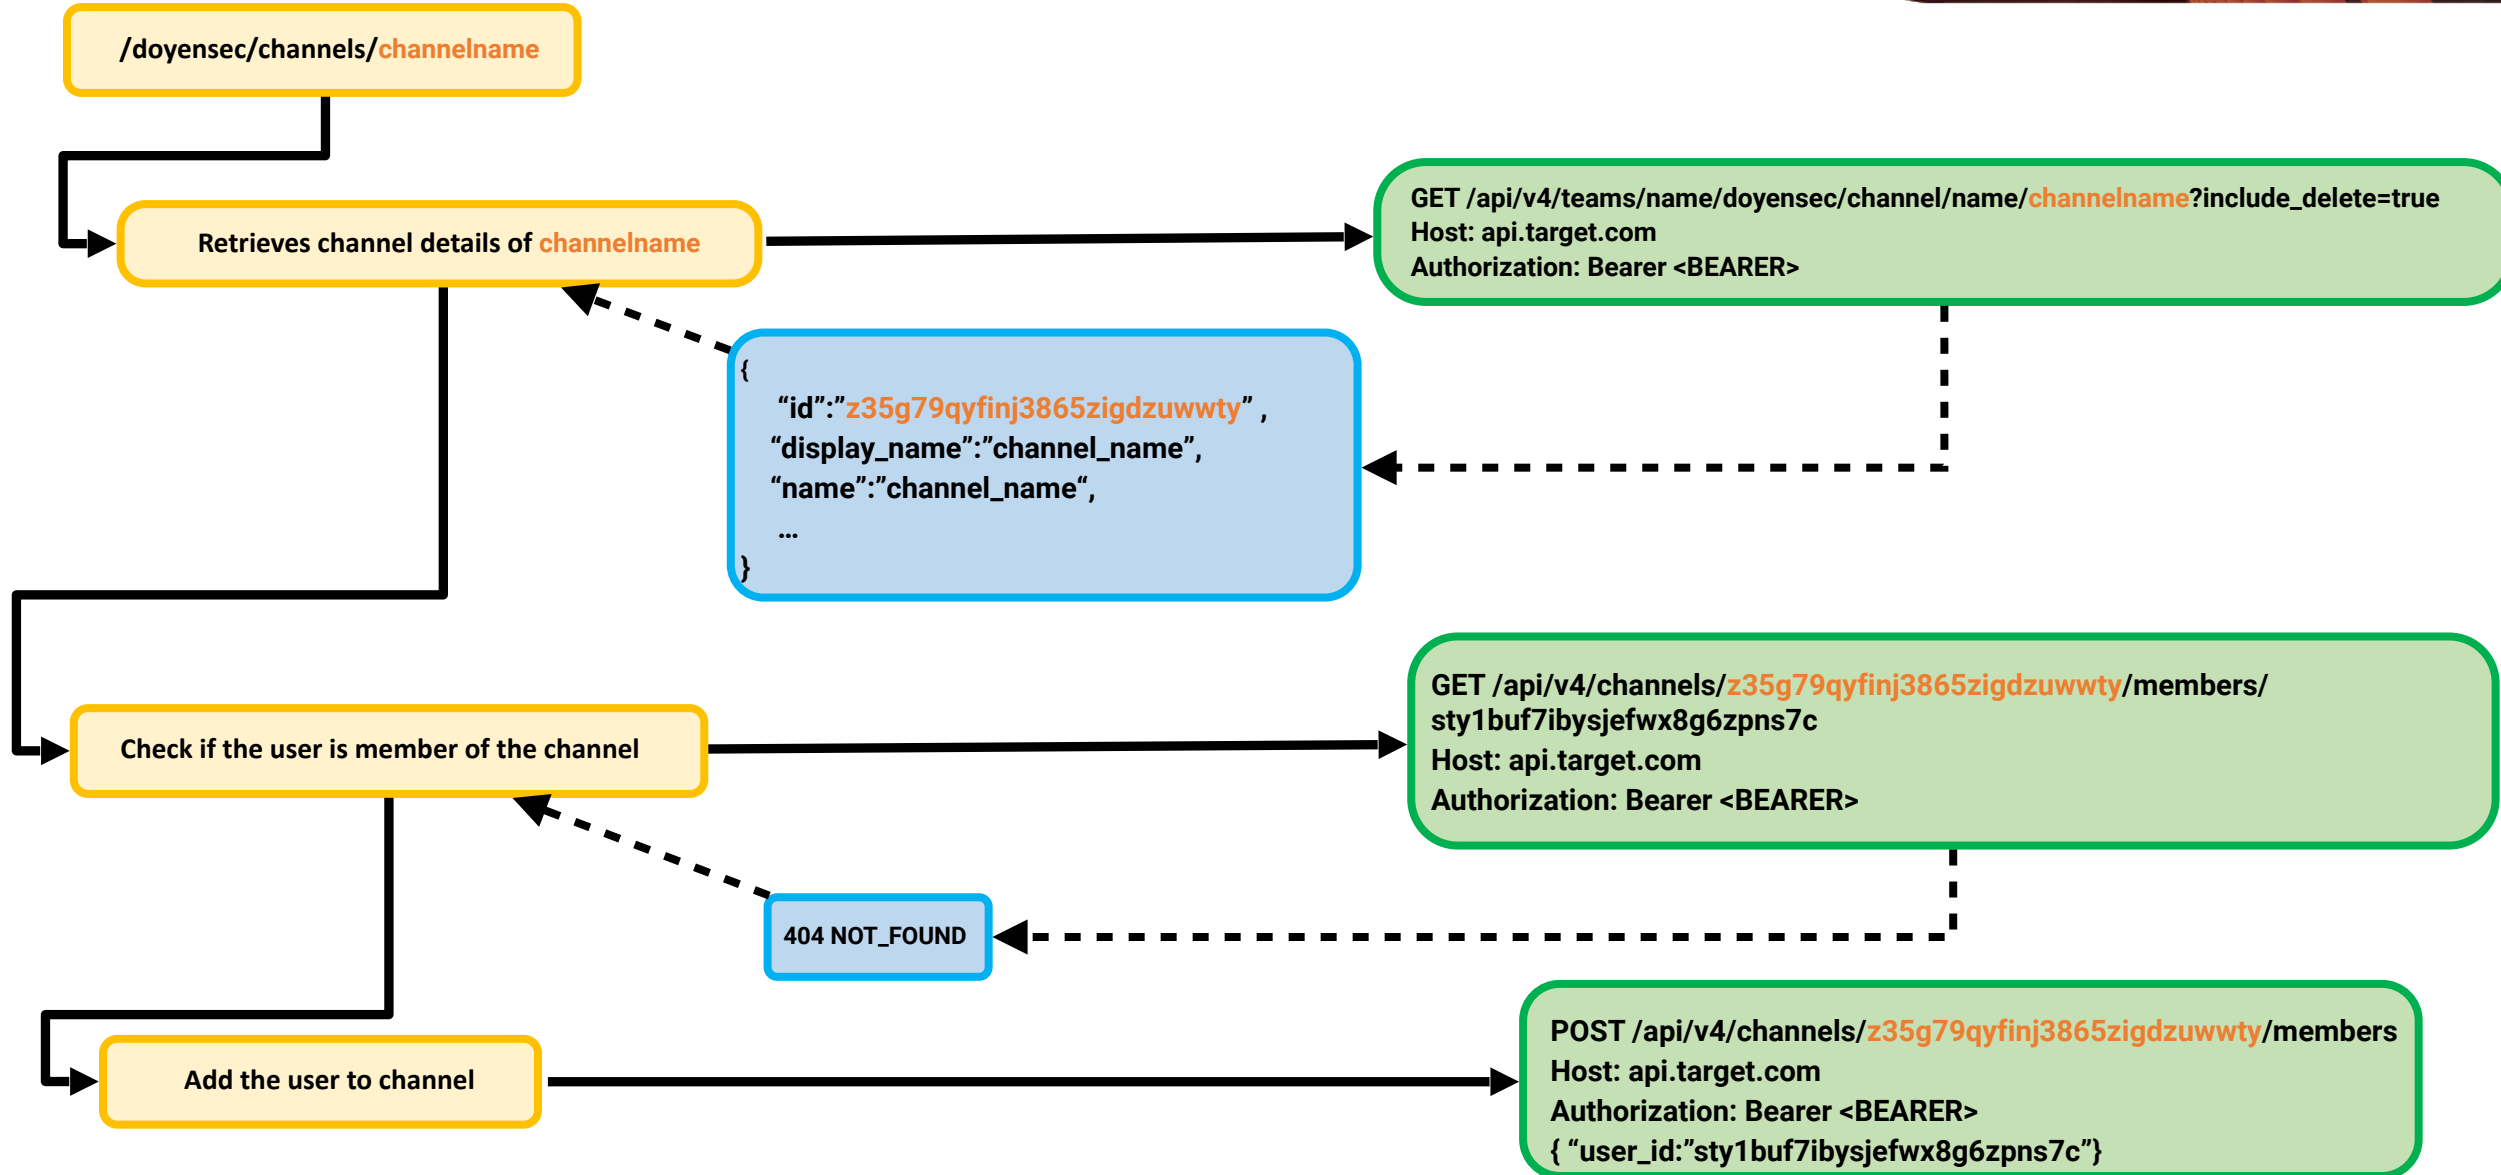 /doyensec/channels/channelname
Retrieves channel details of channelname
GET /api/v4/teams/name/doyensec/channel/name/channelname?include_delete=true
Host: api.target.com
Authorization: Bearer <BEARER>
{
“id”:”z35g79qyfinj3865zigdzuwwty” ,
“display_name”:”channel_name”,
“name”:”channel_name“,
...
}
GET /api/v4/channels/z35g79qyfinj3865zigdzuwwty/members/
sty1buf7ibysjefwx8g6zpns7c
Host: api.target.com
Authorization: Bearer <BEARER>
Check if the user is member of the channel
404 NOT_FOUND
Add the user to channel
POST /api/v4/channels/z35g79qyfinj3865zigdzuwwty/members
Host: api.target.com
Authorization: Bearer <BEARER>
{ “user_id:”sty1buf7ibysjefwx8g6zpns7c”}